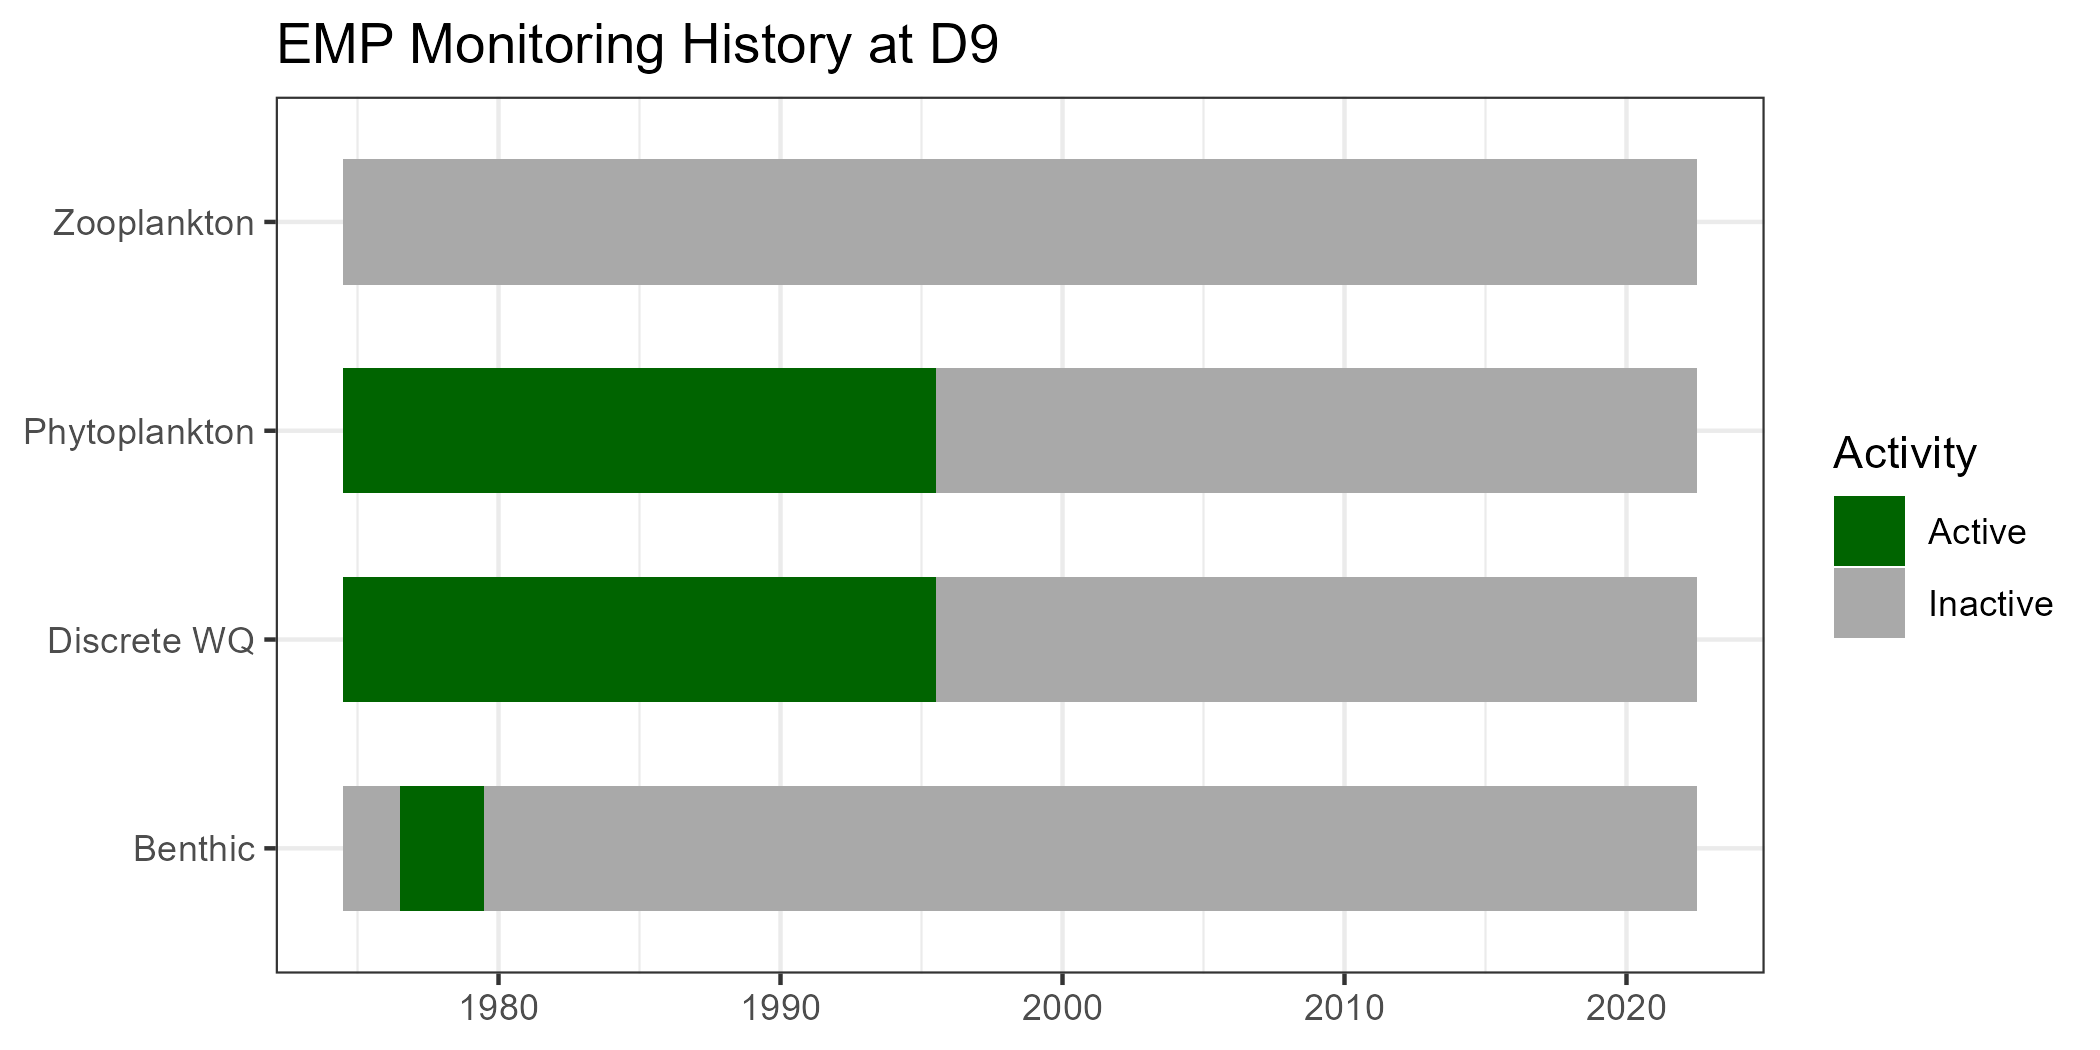 EMP Monitoring History at D9
Zooplankton
Phytoplankton
Discrete WQ
Benthic
1980 1990 2000 2010 2020
Activity
Active
Inactive